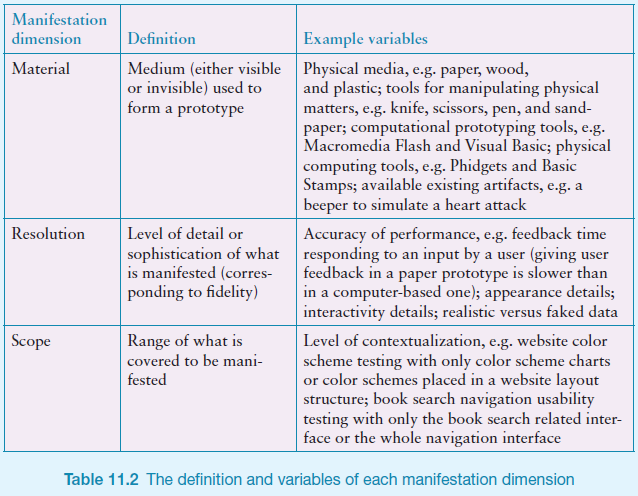 Manifestation
dimension
Definition
Example variables
Material
Medium (either visible
or invisible) used to
form a prototype
Physical media, e.g. paper, wood,
and plastic; tools for manipulating physical
matters, e.g. knife, scissors, pen, and sand-
paper; computational prototyping tools, e.g.
Macromedia Flash and Visual Basic; physical
computing tools, e.g. Phidgets and Basic
Stamps; available existing artifacts, e.g. a
beeper to simulate a heart attack
Resolution
Level of detail or
sophistication of what
is manifested (corres-
ponding to fidelity)
Accuracy of performance, e.g. feedback time
responding to an input by a user (giving user
feedback in a paper prototype is slower than
in a computer-based one); appearance details;
interactivity details; realistic versus faked data
Scope
Range of what is
covered to be mani-
fested
Level of contextualization, e.g. website color
scheme testing with only color scheme charts
or color schemes placed in a website layout
structure; book search navigation usability
testing with only the book search related inter-
face or the whole navigation interface
Table 11.2 The definition and variables of each manifestation dimension